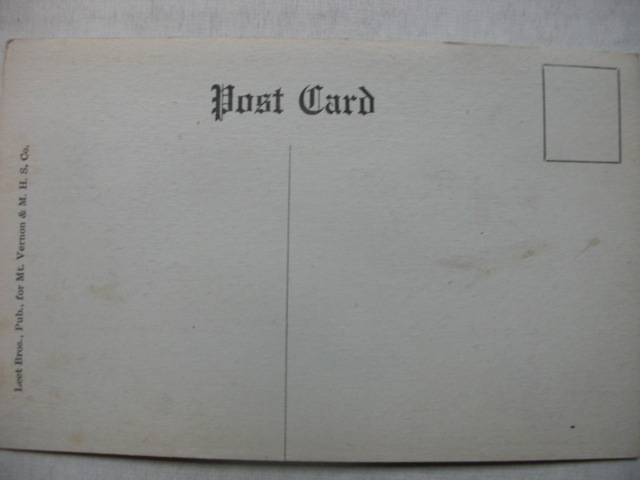 Post Card
Leet Bros., Pub., for Mt. Vernon & M. H. S. Co.